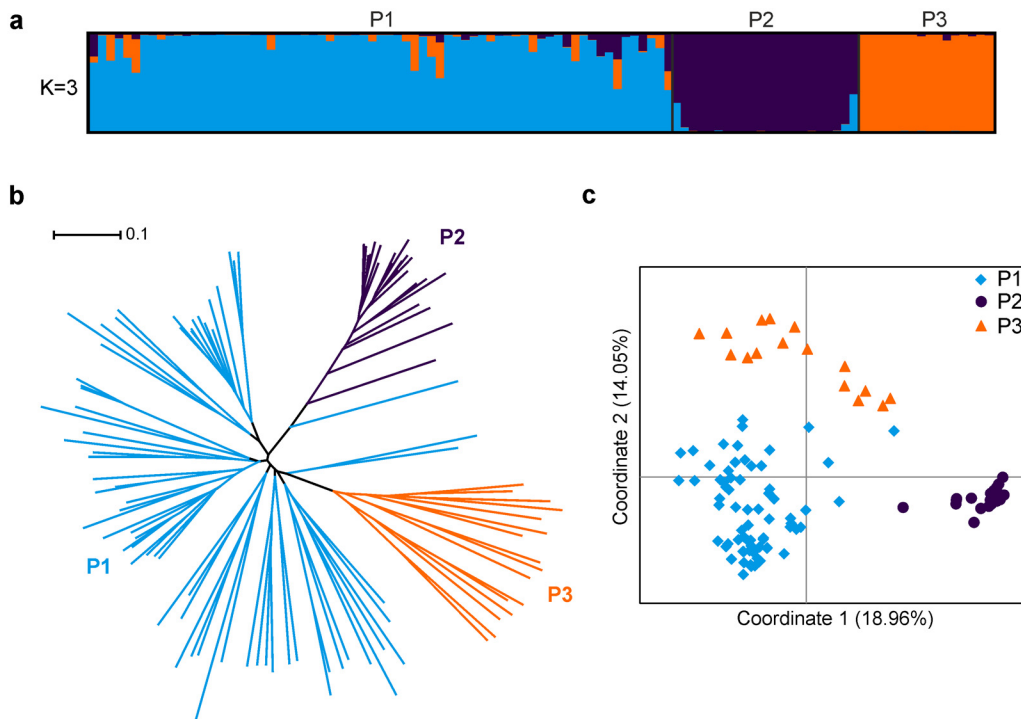 a
P1 P2 P3
K=3
b
0.1
P2
P1
P3
c
P1
P2
P3
Coordinate 2 (14.05%)
Coordinate 1 (18.96%)